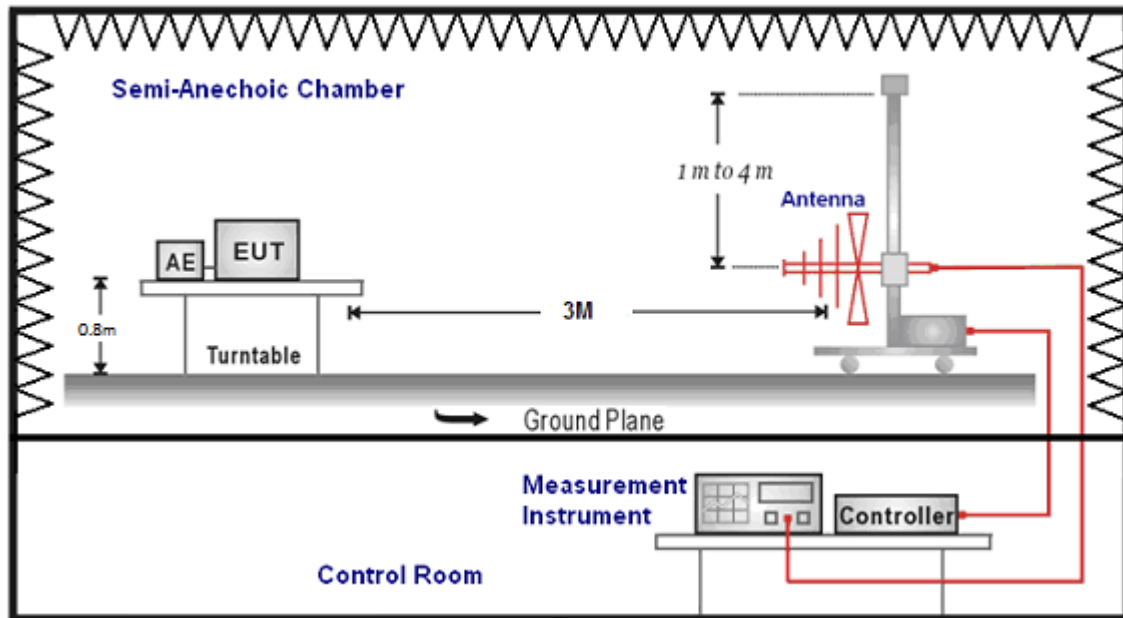 Semi-Anechoic Chamber
1 m to 4 m
Antenna
AE
EUT
3M
0.8m
Turntable
Ground Plane
Measurement
Instrument
Controller
Control Room